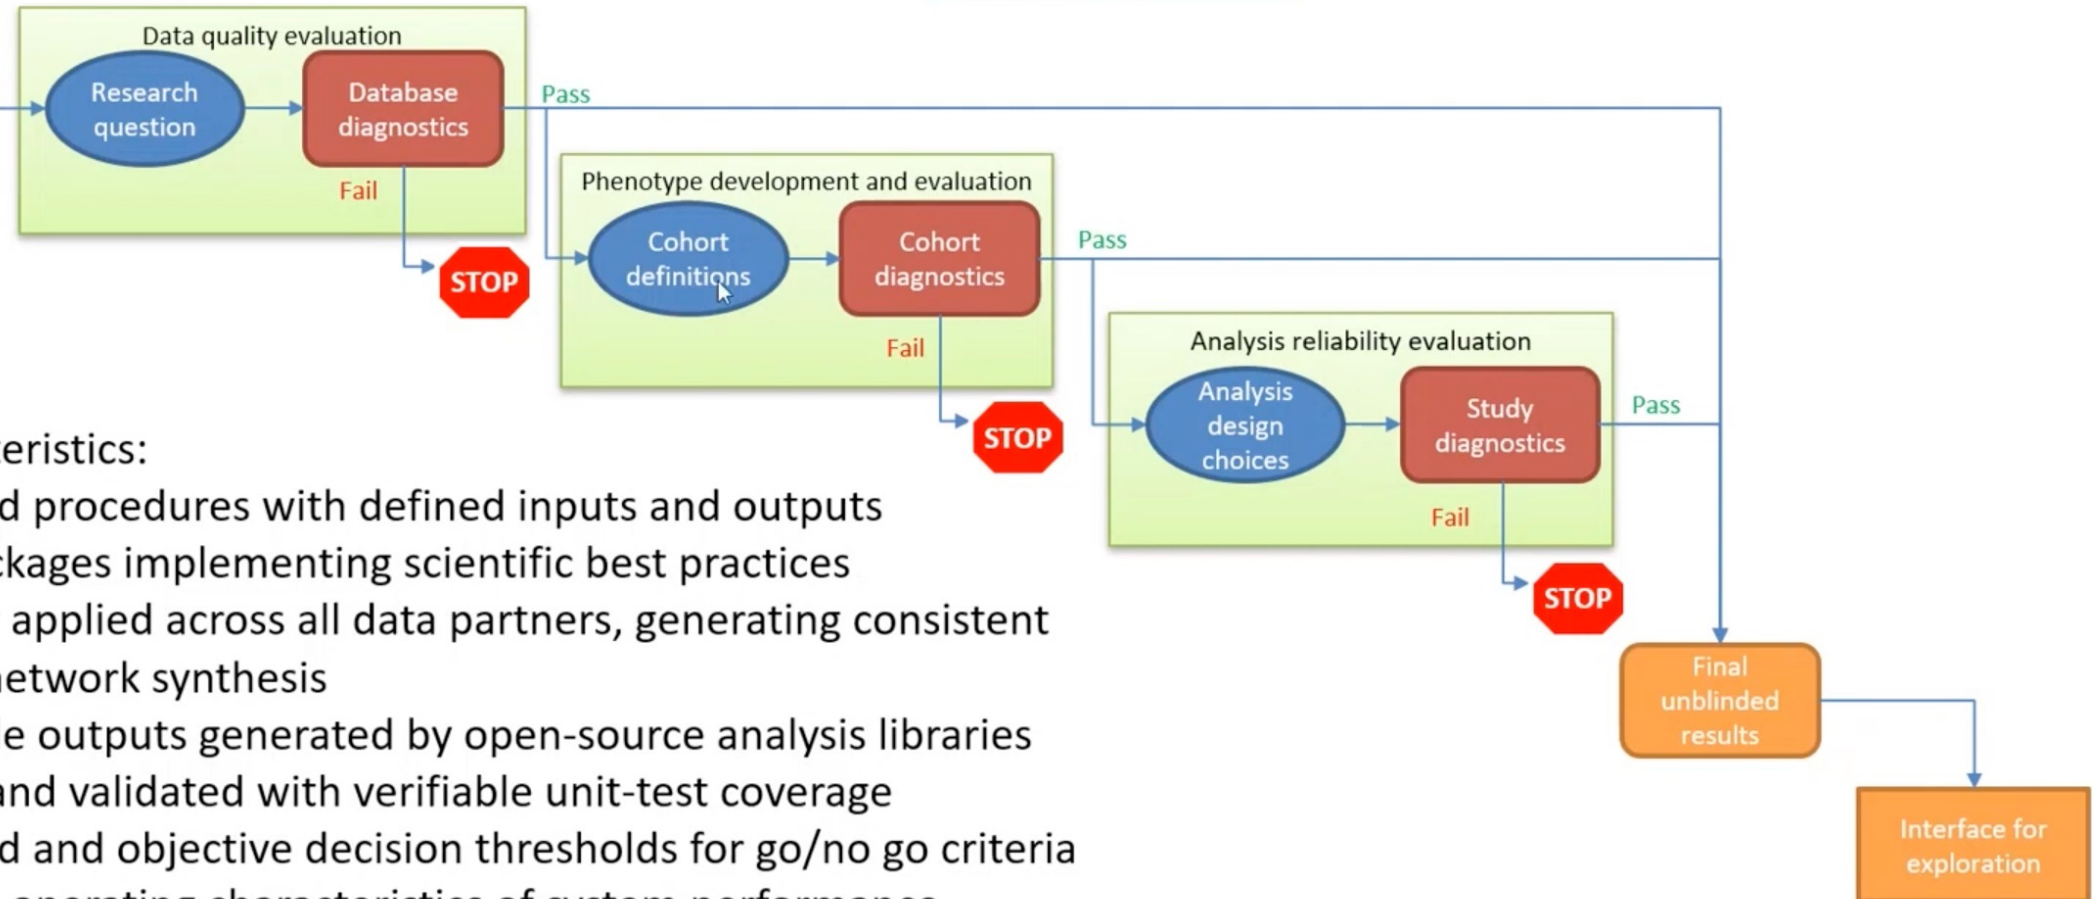 Data quality evaluation
Research
question
Database
diagnostics
Pass
Fail
STOP
Phenotype development and evaluation
Cohort
definitions
Cohort
diagnostics
Pass
Fail
STOP
Analysis reliability evaluation
Analysis
design
choices
Study
diagnostics
Pass
Fail
STOP
Final
unblinded
results
Interface for
exploration
procedures with defined inputs and outputs
implementing scientific best practices
applied across all data partners, generating consistent
synthesis
outputs generated by open-source analysis libraries
and validated with verifiable unit-test coverage
and objective decision thresholds for go/no go criteria